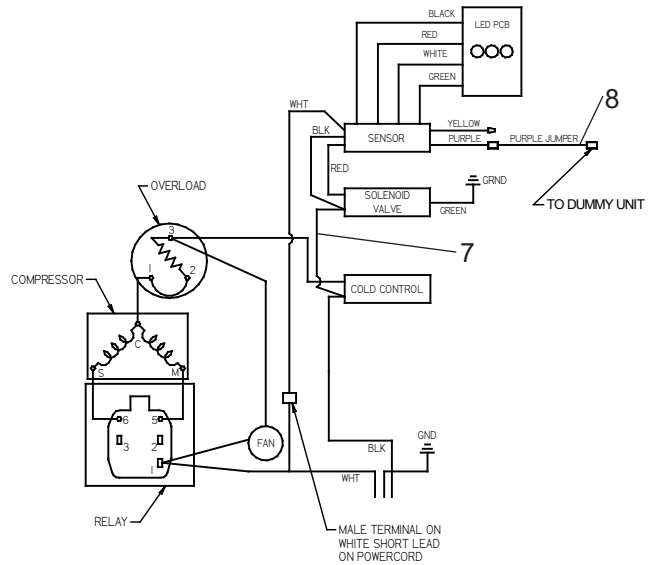 BLACK
LED PCB
RED
WHITE
GREEN
WHT
8
BLK
SENSOR
YELLOW
PURPLE
PURPLE JUMPER
RED
GRND
OVERLOAD
SOLENOID
VALVE
GREEN
TO DUMMY UNIT
3
7
1
2
COMPRESSOR
COLD CONTROL
C
S
M
6
5
3
2
FAN
1
BLK
GND
WHT
RELAY
MALE TERMINAL ON
WHITE SHORT LEAD
ON POWERCORD